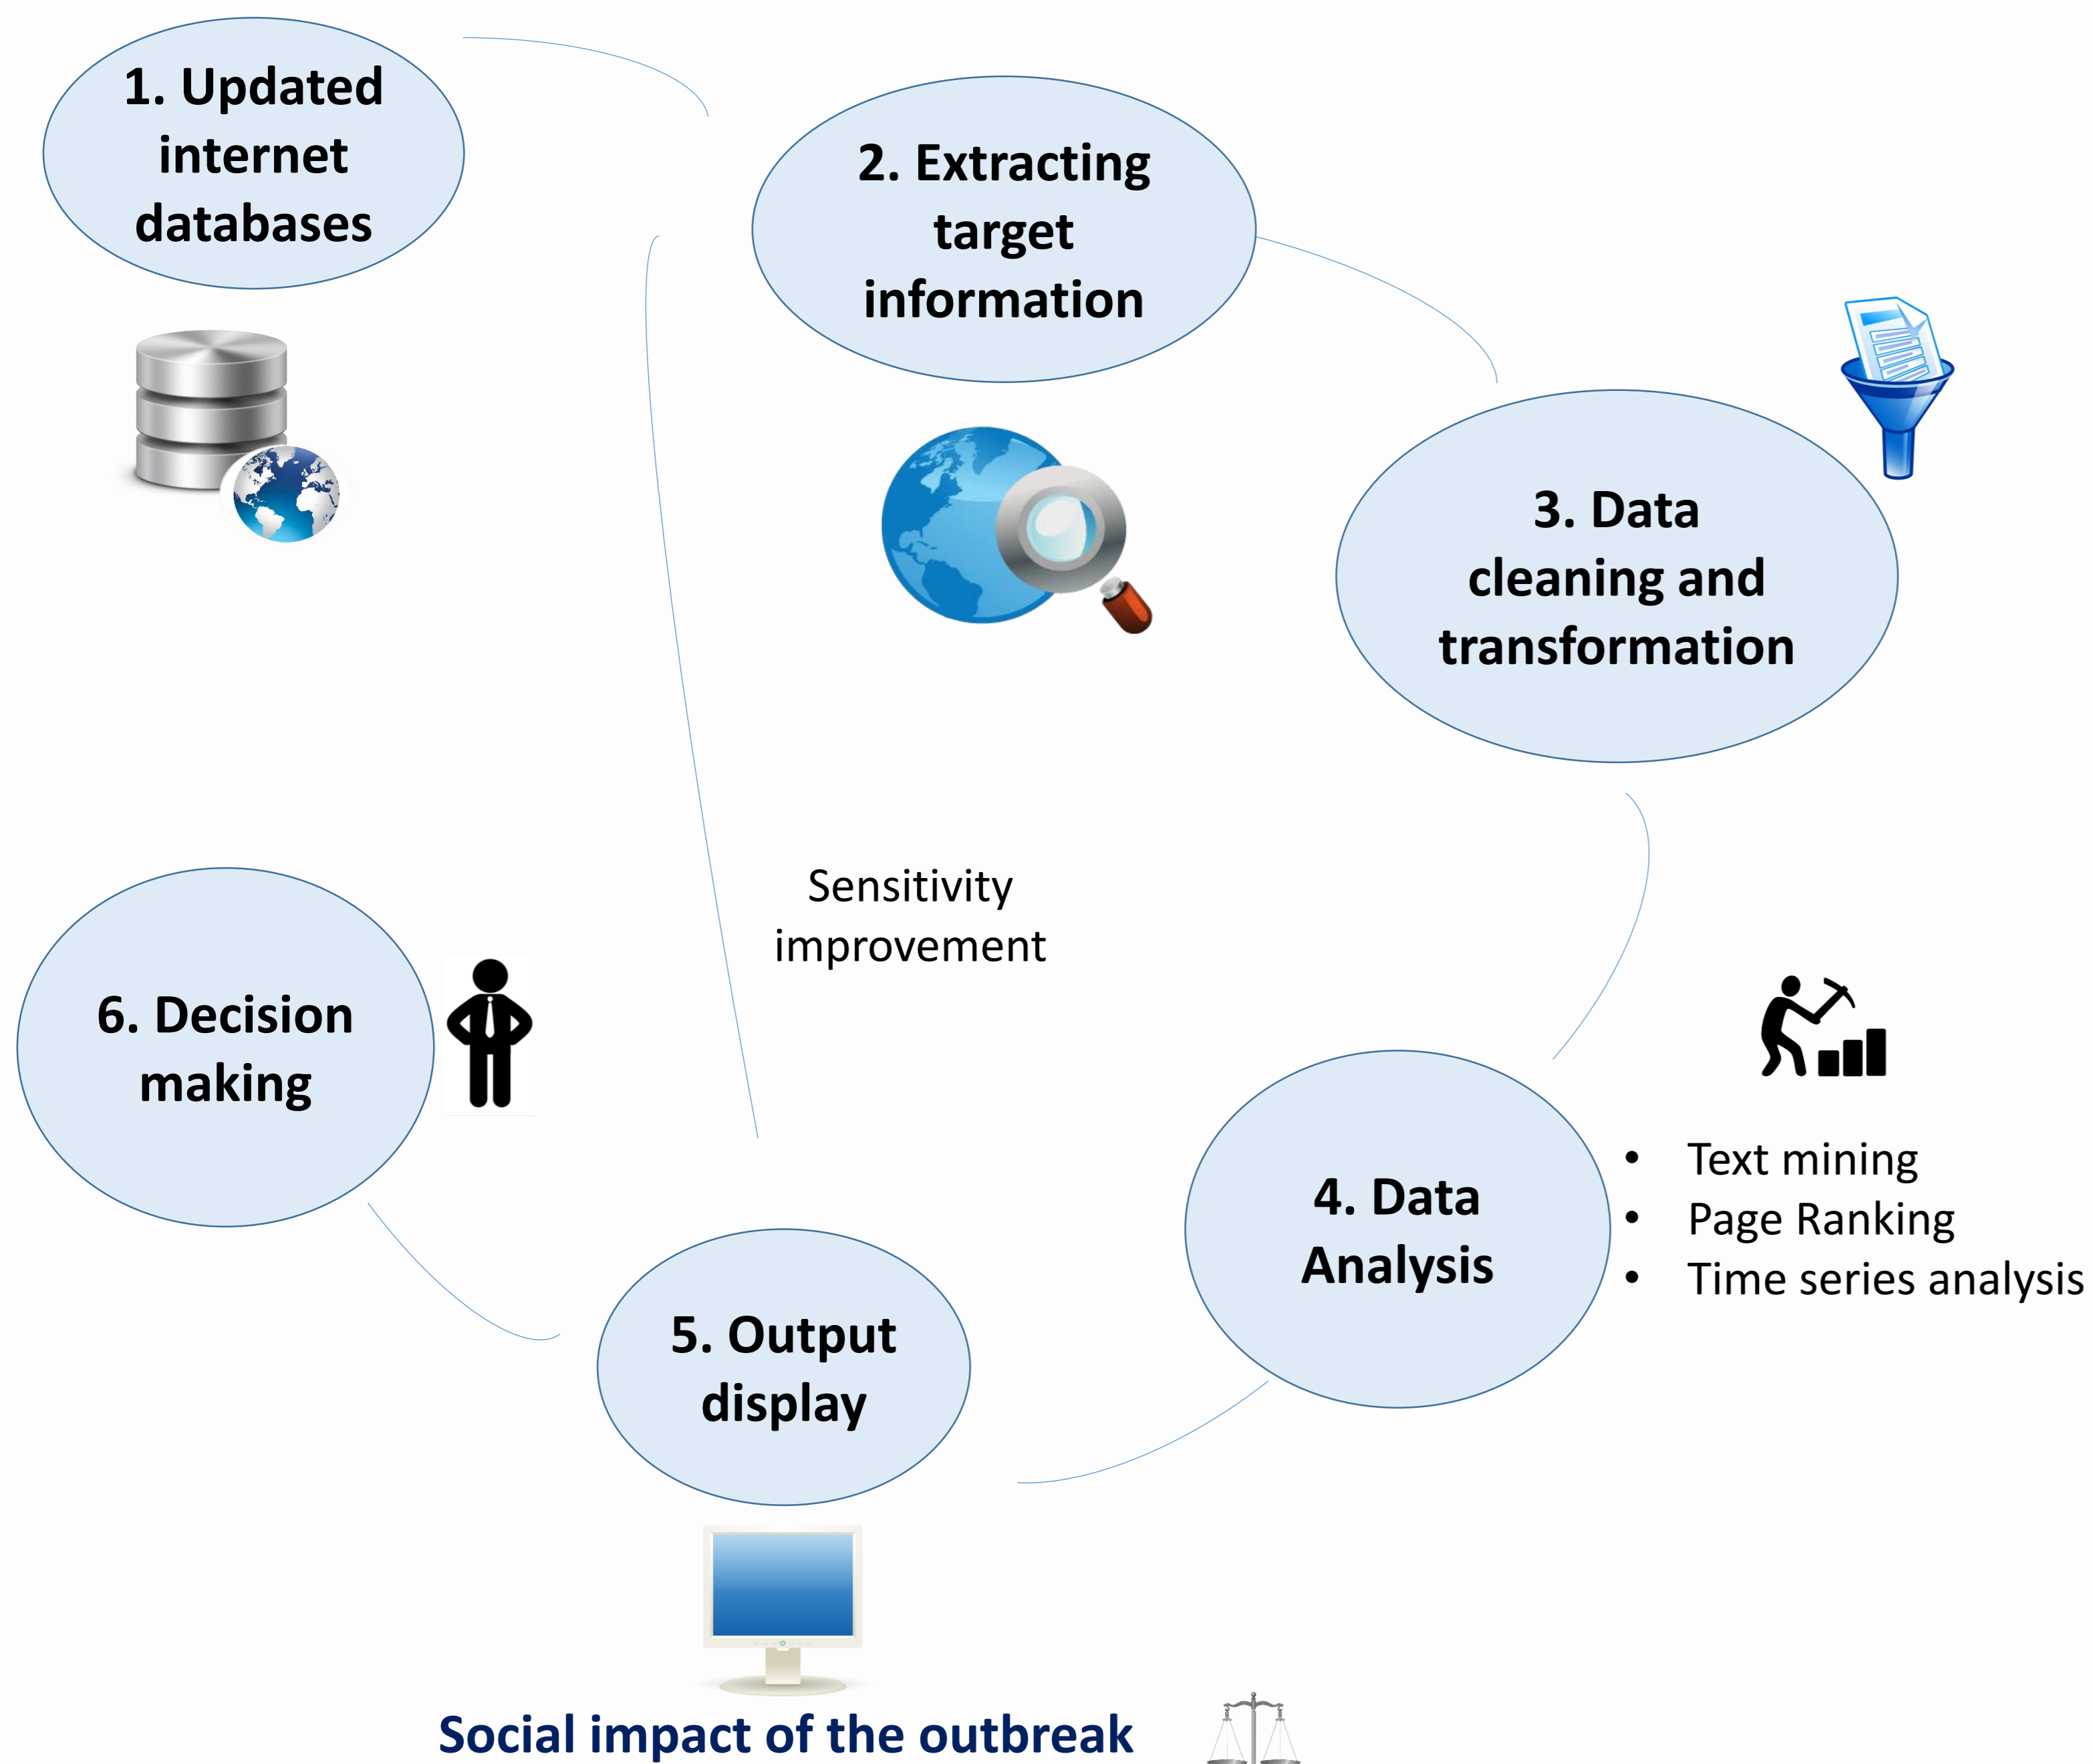 1. Updated
internet
databases
2. Extracting
target
information
3. Data
cleaning and
transformation
Sensitivity
improvement
6. Decision
making
4. Data
Analysis
• Text mining
• Page Ranking
• Time series analysis
5. Output
display
Social impact of the outbreak